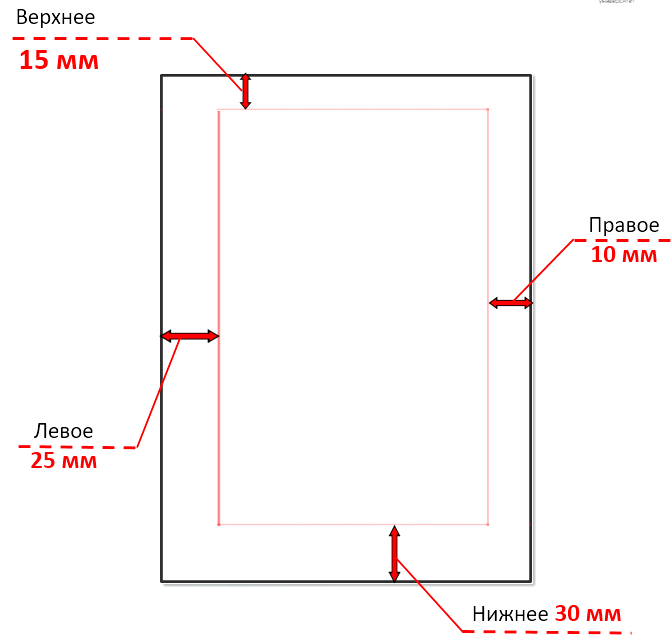 Верхнее
15 мм
Правое
10 мм
Левое
25 мм
Нижнее 30 мм